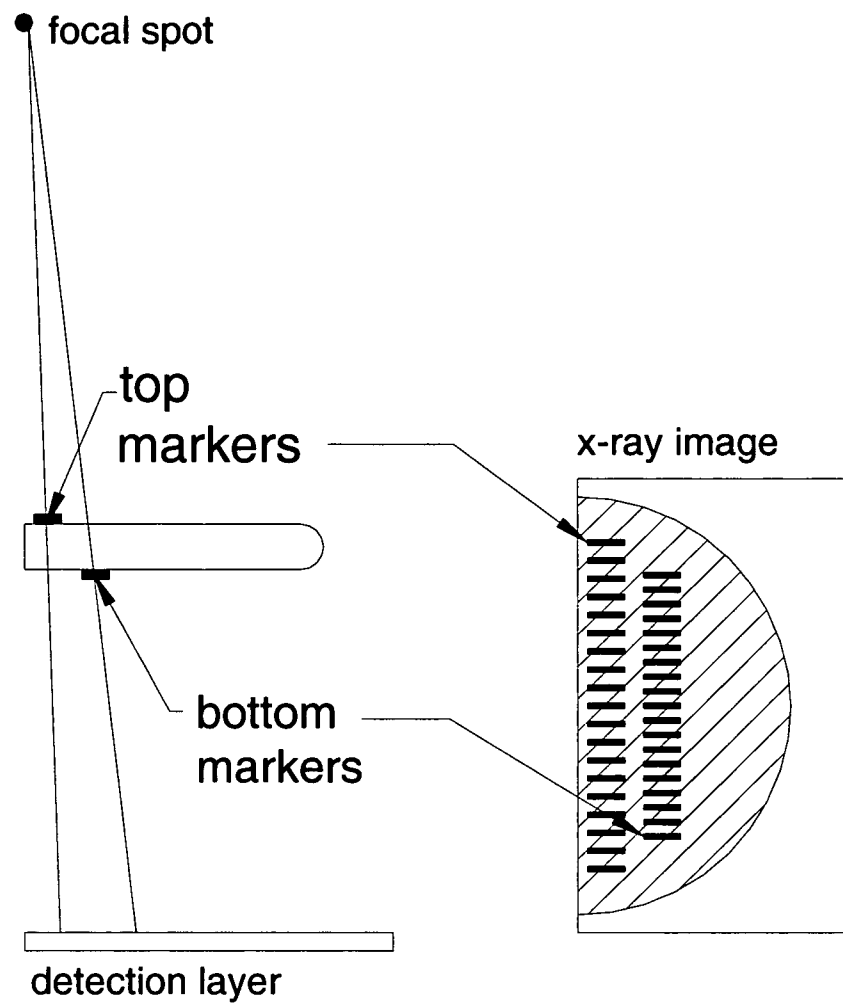 focal spot
top
markers
x-ray image
bottom
markers
detection layer